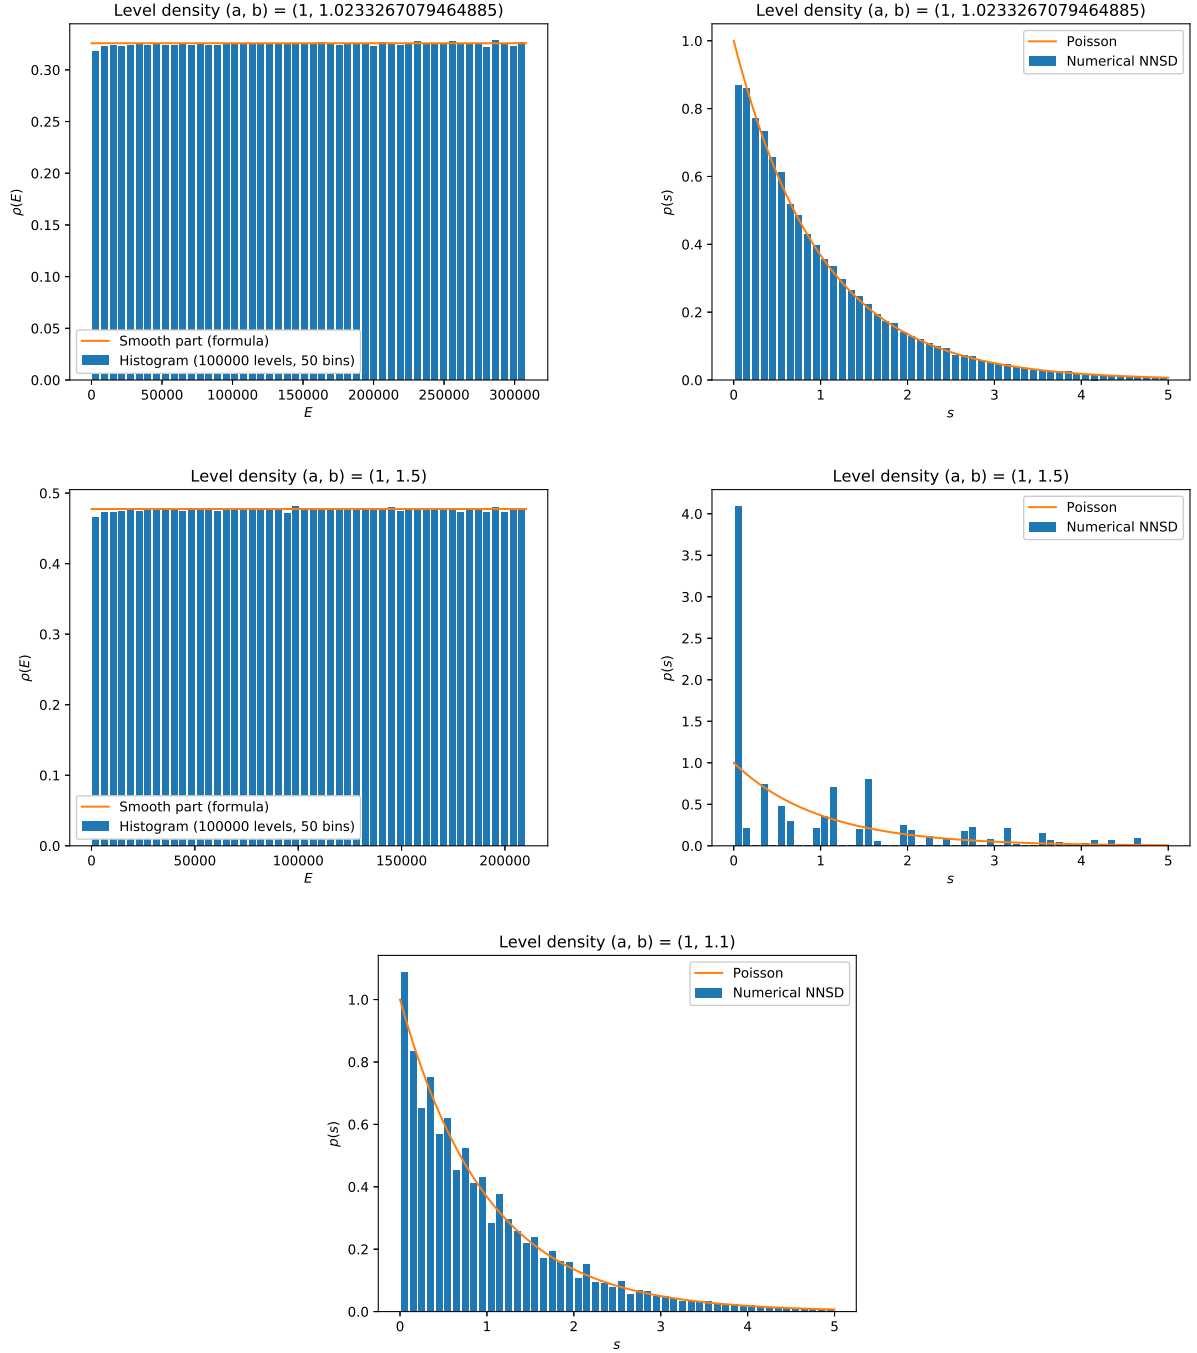 Level density (a, b) = (1, 1.0233267079464885)
ρ(E)
0.30
0.25
0.20
0.15
0.10
0.05
0.00
Smooth part (formula)
Histogram (100000 levels, 50 bins)
0 50000 100000 150000 200000 250000 300000
E
Level density (a, b) = (1, 1.0233267079464885)
p(s)
1.0
0.8
0.6
0.4
0.2
0.0
Poisson
Numerical NNSD
0 1 2 3 4 5
s
Level density (a, b) = (1, 1.5)
ρ(E)
0.5
0.4
0.3
0.2
0.1
0.0
Smooth part (formula)
Histogram (100000 levels, 50 bins)
0 50000 100000 150000 200000
E
Level density (a, b) = (1, 1.5)
p(s)
4.0
3.5
3.0
2.5
2.0
1.5
1.0
0.5
0.0
Poisson
Numerical NNSD
0 1 2 3 4 5
s
Level density (a, b) = (1, 1.1)
p(s)
1.0
0.8
0.6
0.4
0.2
0.0
Poisson
Numerical NNSD
0 1 2 3 4 5
s